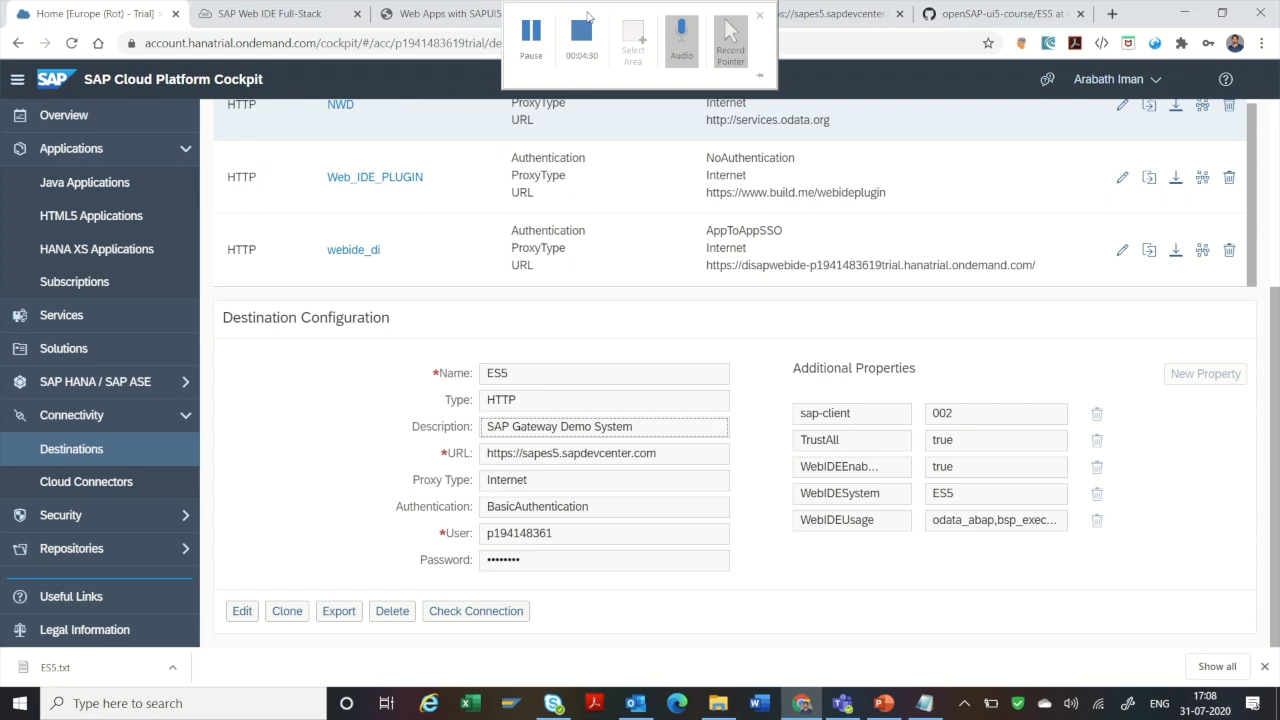 Europe (Rot) - Trial | Dest
SAP Web IDE Full-Stack
Web Apps with SAPUI5
s://sapes5.sapdevcenter.
openSAP-ui5-course/ES5 at
Pause
00:04:30
Select Area
Audio
Record Pointer
account.hanatrial.ondemand.com/cockpit/#/acc/p1941483619trial/de
SAP
SAP Cloud Platform Cockpit
Arabath Iman
Overview
Applications
Java Applications
HTML5 Applications
HANA XS Applications
Subscriptions
Services
Solutions
SAP HANA / SAP ASE
Connectivity
Destinations
Cloud Connectors
Security
Repositories
Useful Links
Legal Information
HTTP NWD ProxyType Internet
URL http://services.odata.org
Authentication NoAuthentication
HTTP Web_IDE_PLUGIN ProxyType Internet
URL https://www.build.me/webideplugin
Authentication AppToAppSSO
HTTP webide_di ProxyType Internet
URL https://disapwebide-p1941483619trial.hanatrial.ondemand.com/
Destination Configuration
*Name: ES5
Type: HTTP
Description: SAP Gateway Demo System
*URL: https://sapes5.sapdevcenter.com
Proxy Type: Internet
Authentication: BasicAuthentication
*User: p194148361
Password: ••••••••
Additional Properties
New Property
sap-client 002
TrustAll true
WebIDEEnab... true
WebIDESystem ES5
WebIDEUsage odata_abap,bsp_exec...
Edit Clone Export Delete Check Connection
ES5.txt
Show all
Type here to search
ENG
17:08
31-07-2020